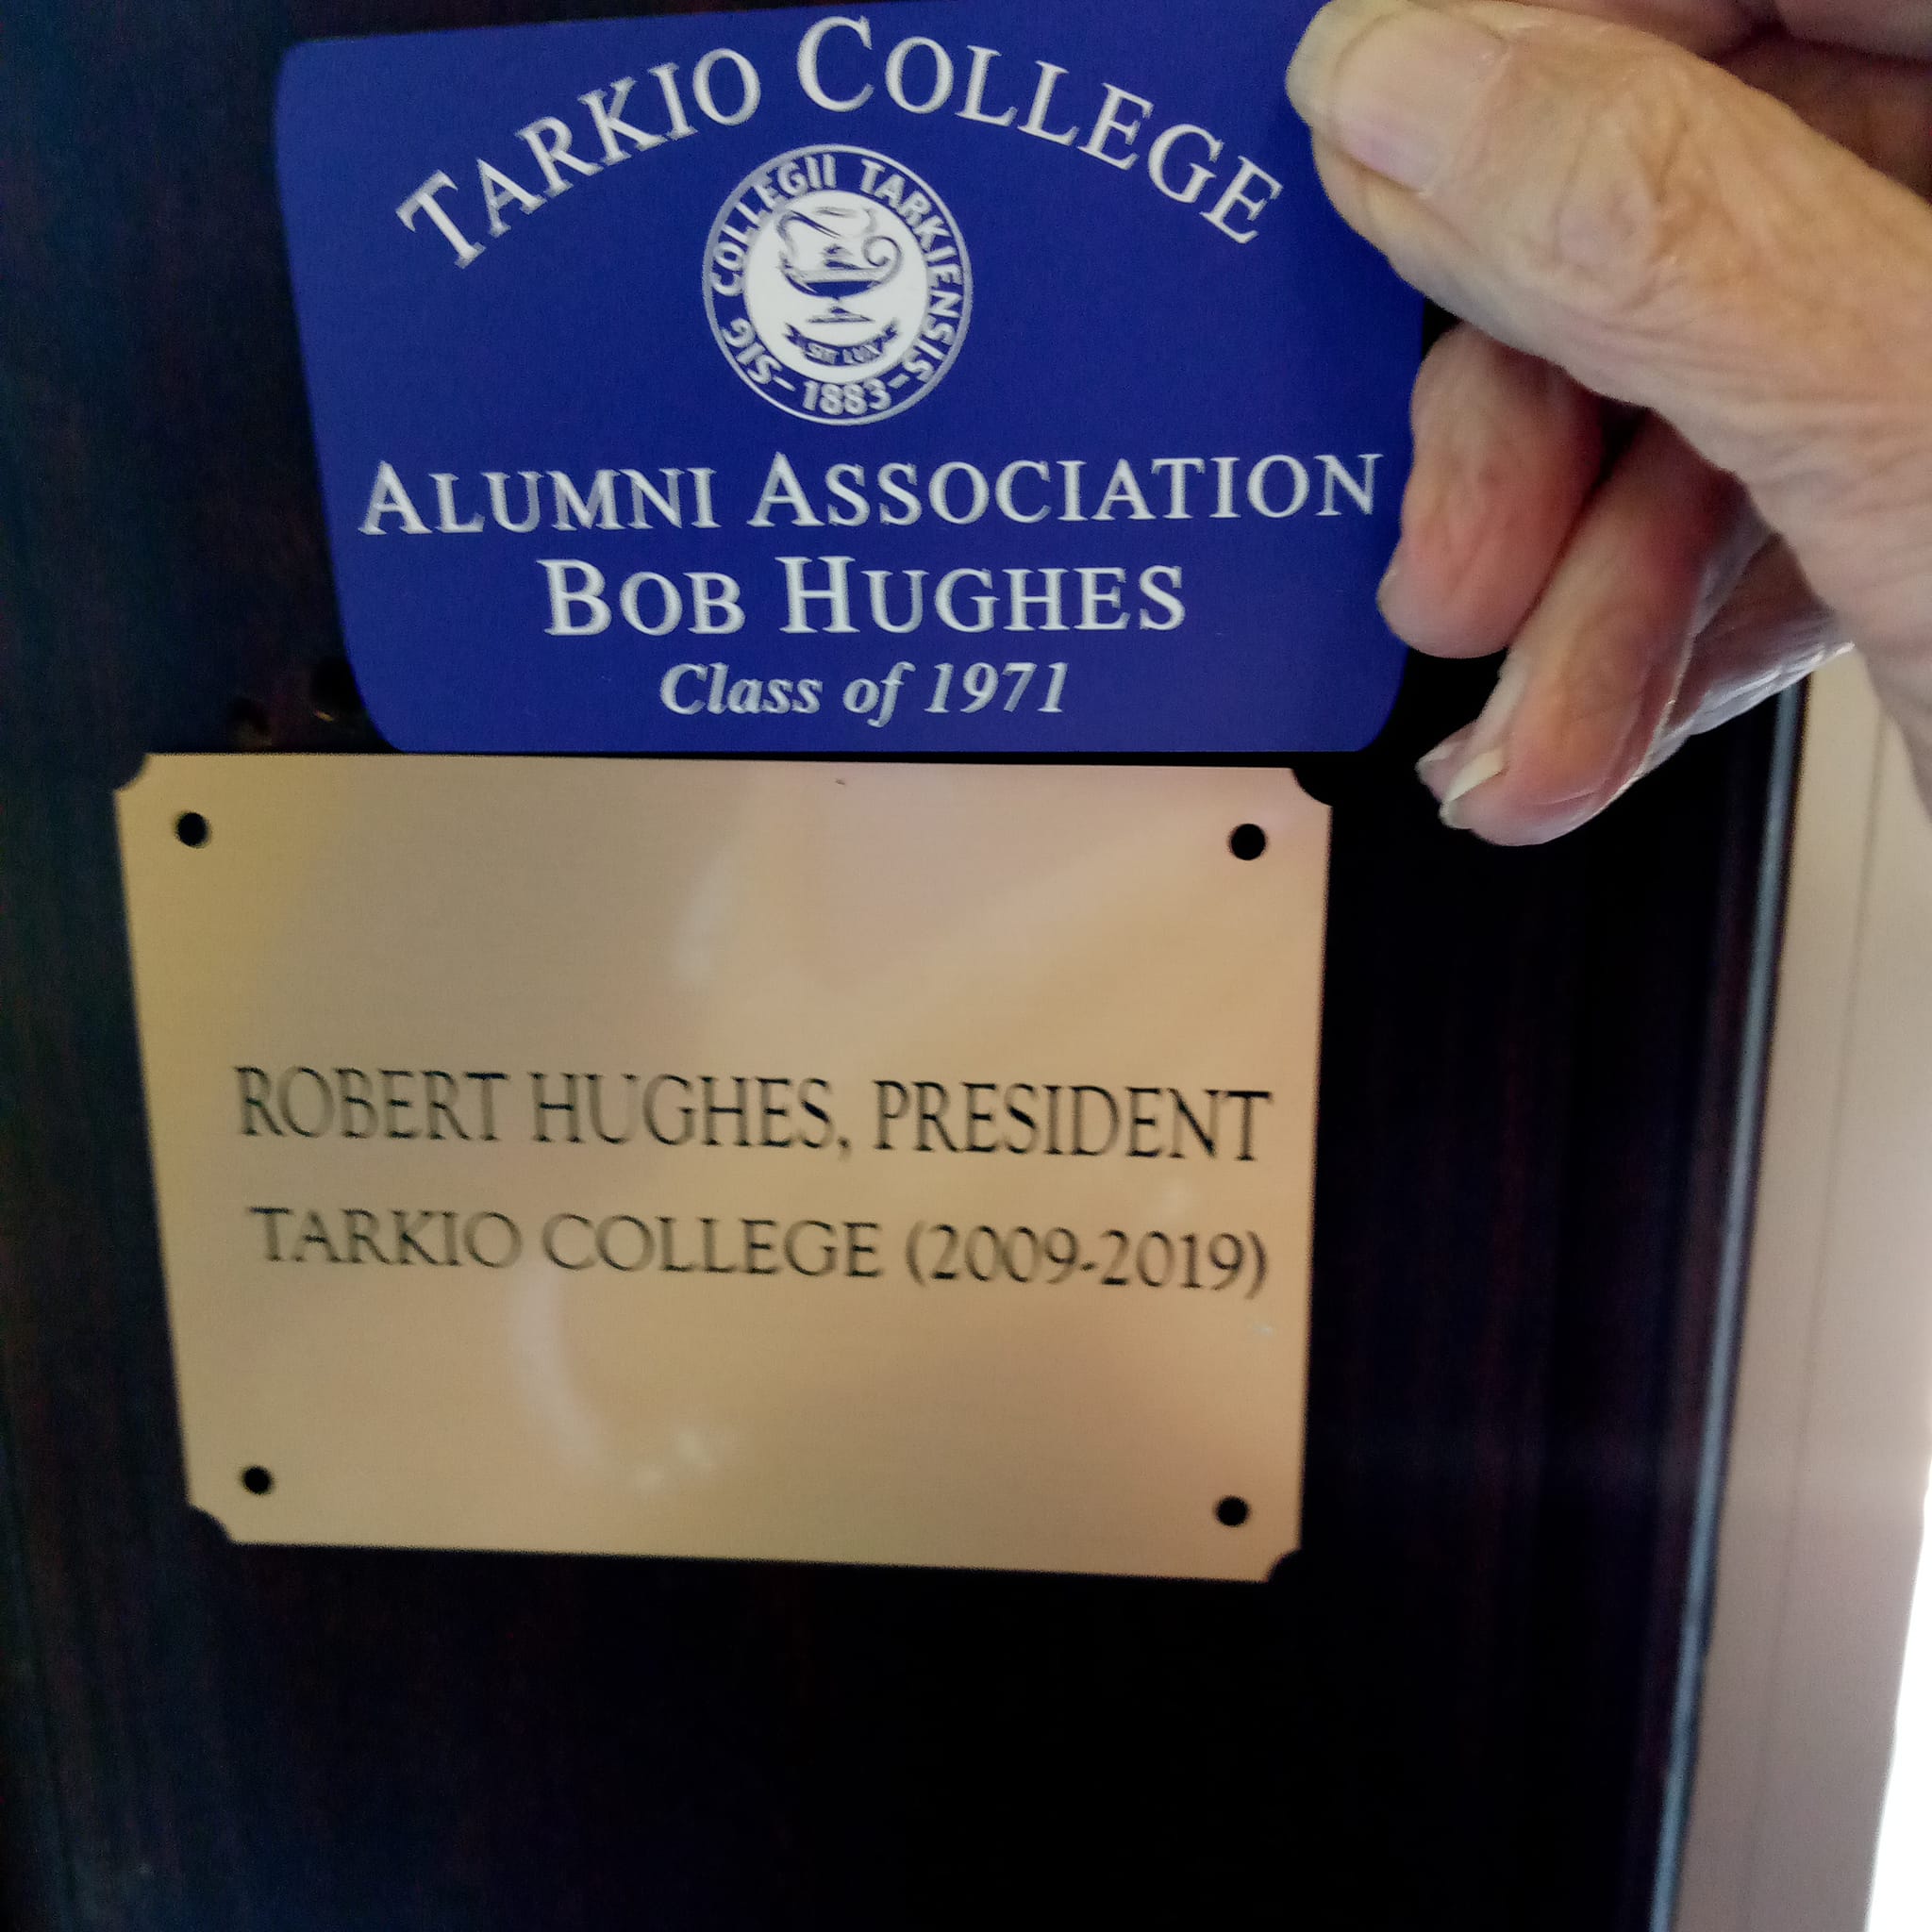 TARKIO COLLEGE
SIG COLLEGII TARKIENSIS
SIT LUX
-1883-
ALUMNI ASSOCIATION
BOB HUGHES
Class of 1971
ROBERT HUGHES, PRESIDENT
TARKIO COLLEGE (2009-2019)